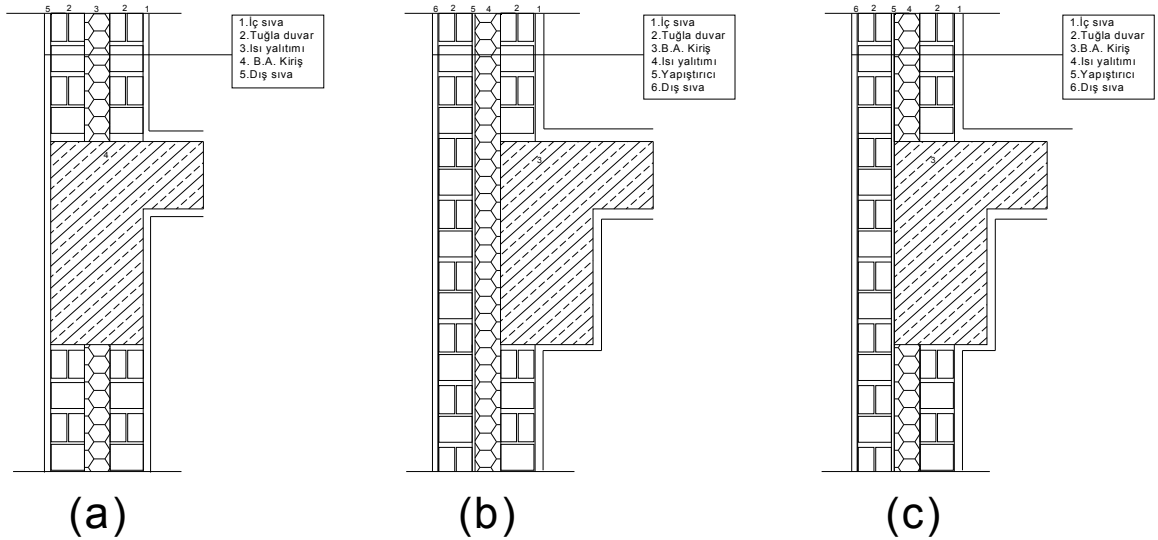 5 2 3 2 1
1.İç sıva
2.Tuğla duvar
3.Isı yalıtımı
4. B.A. Kiriş
5.Dış sıva
4
(a)
6 2 5 4 2 1
1.İç sıva
2.Tuğla duvar
3.B.A. Kiriş
4.Isı yalıtımı
5.Yapıştırıcı
6.Dış sıva
3
(b)
6 2 5 4 2 1
1.İç sıva
2.Tuğla duvar
3.B.A. Kiriş
4.Isı yalıtımı
5.Yapıştırıcı
6.Dış sıva
3
(c)